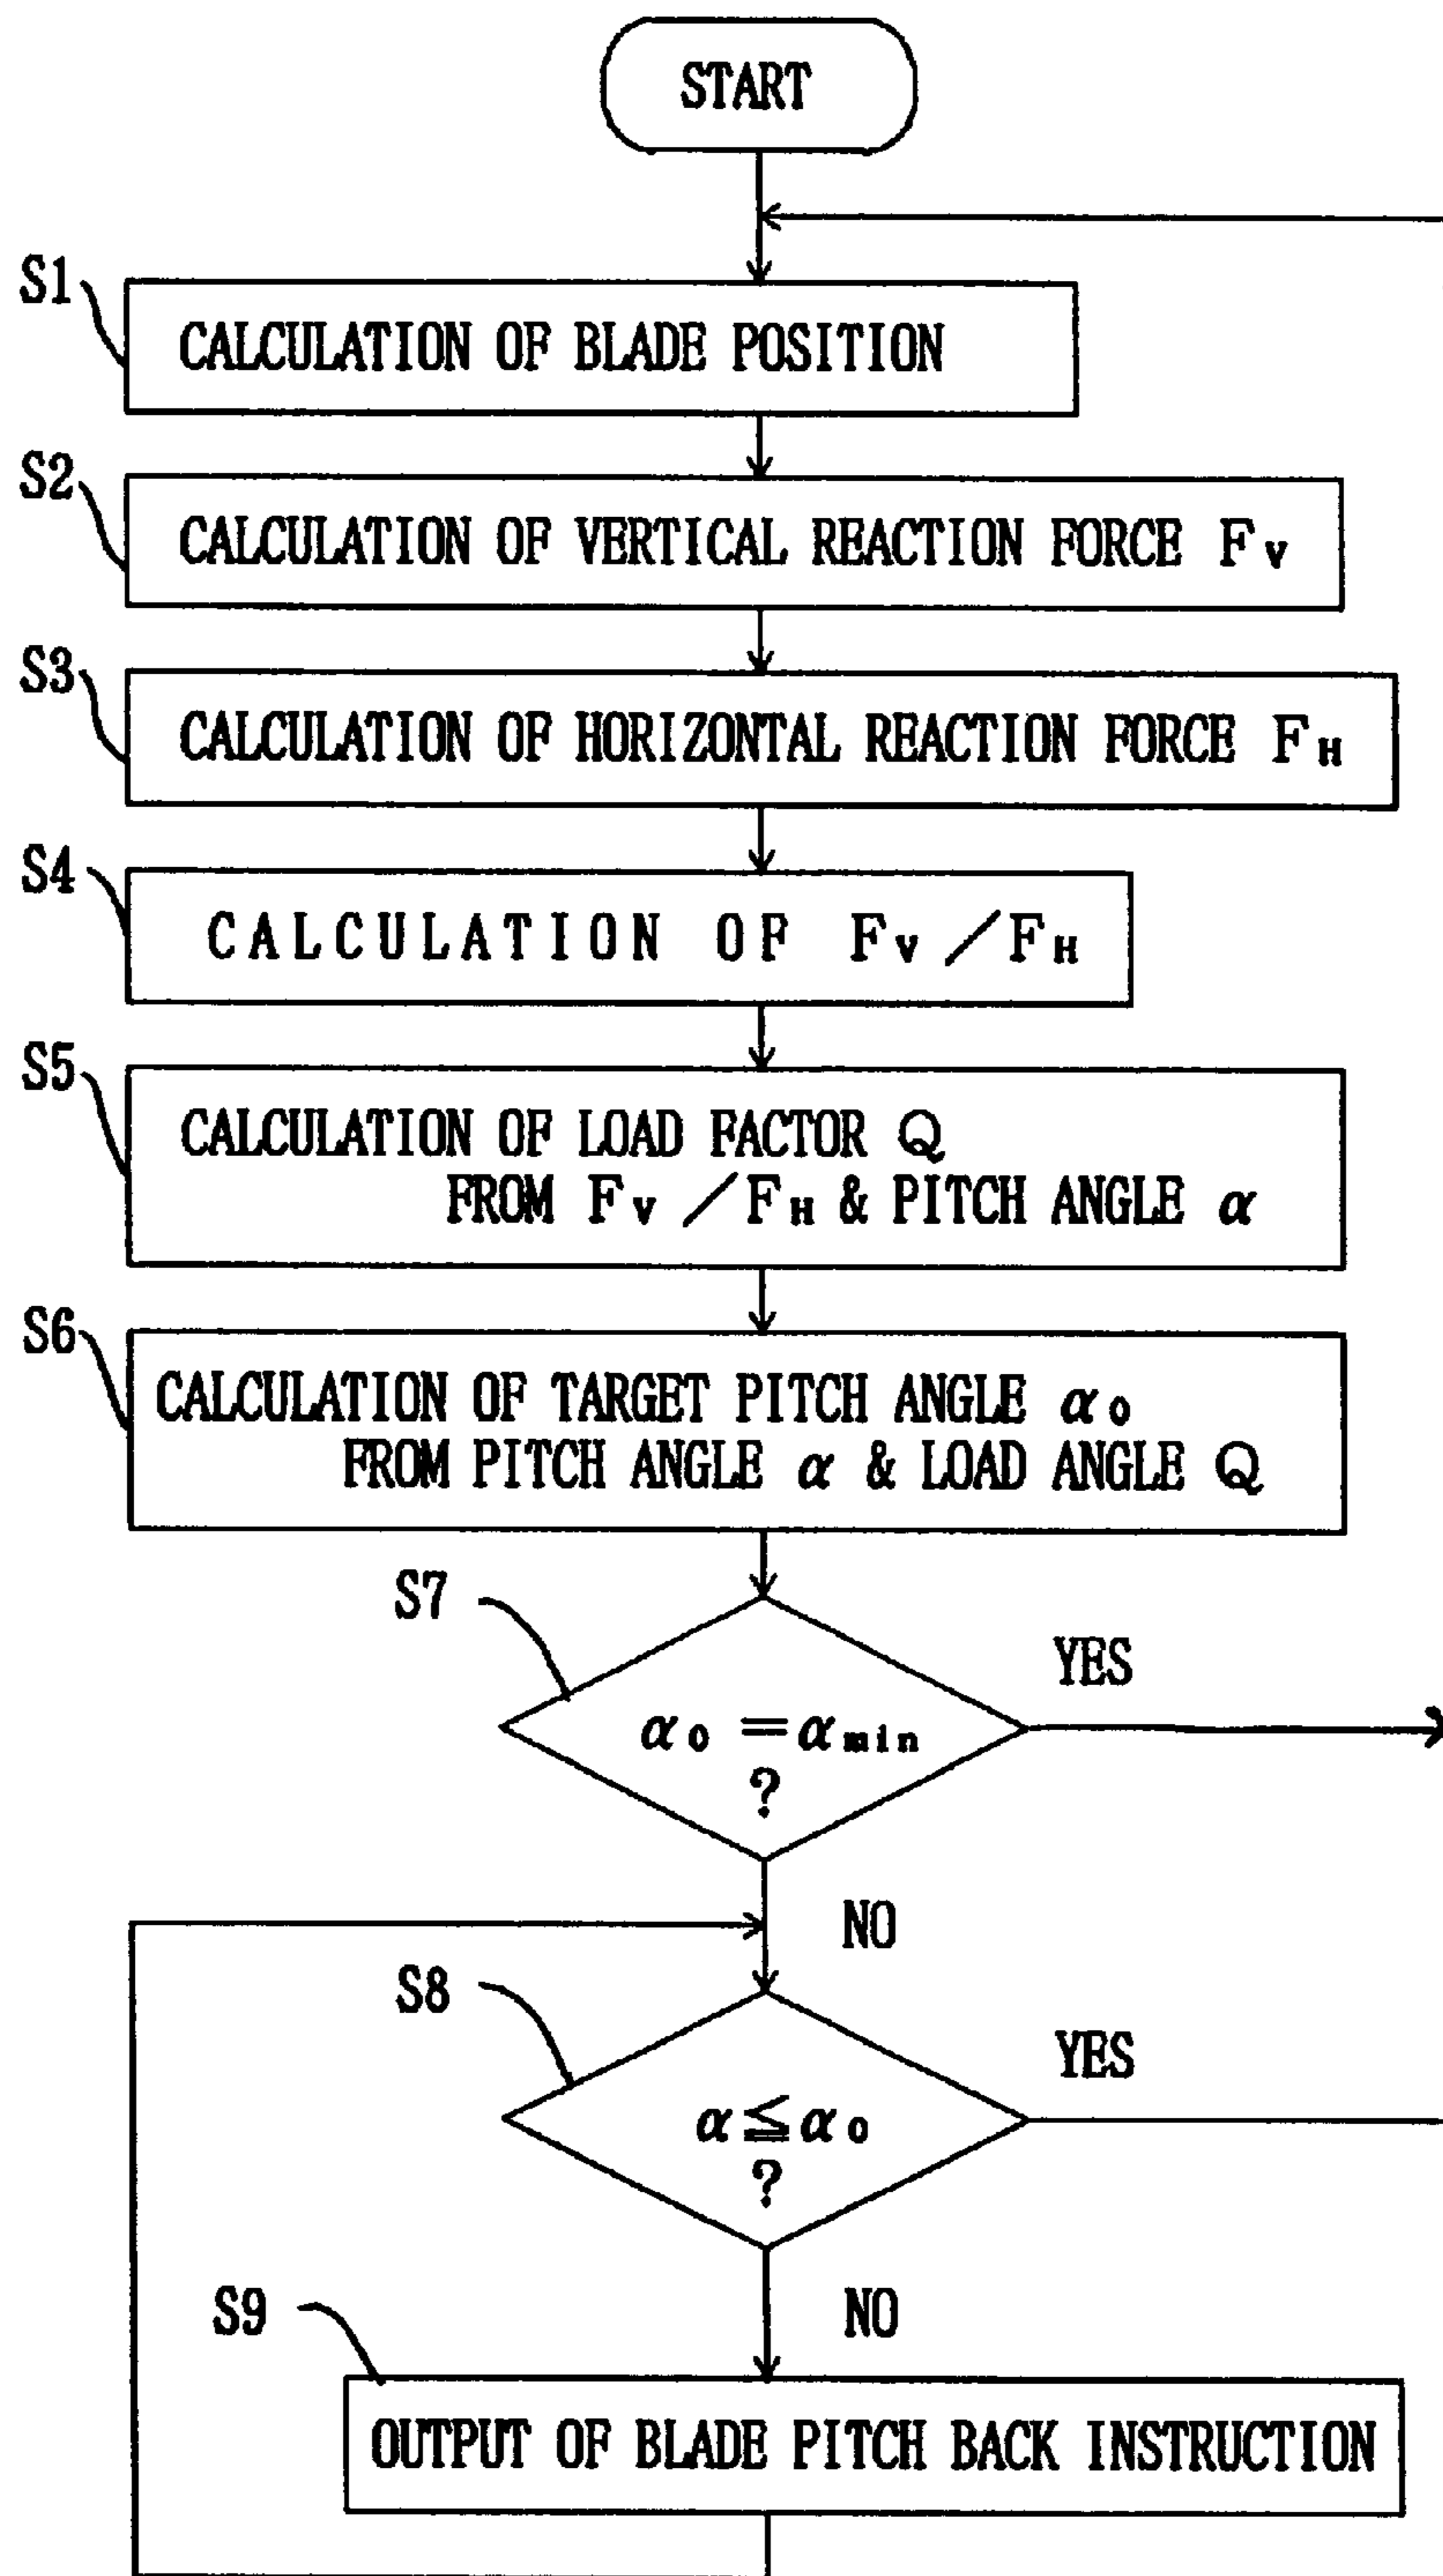 START
S1
CALCULATION OF BLADE POSITION
S2
CALCULATION OF VERTICAL REACTION FORCE FV
S3
CALCULATION OF HORIZONTAL REACTION FORCE FH
S4
CALCULATION OF FV/FH
S5
CALCULATION OF LOAD FACTOR Q
FROM FV/FH & PITCH ANGLE α
S6
CALCULATION OF TARGET PITCH ANGLE α0
FROM PITCH ANGLE α & LOAD ANGLE Q
S7
YES
α0=αmin
?
NO
S8
YES
α≦α0
?
NO
S9
OUTPUT OF BLADE PITCH BACK INSTRUCTION